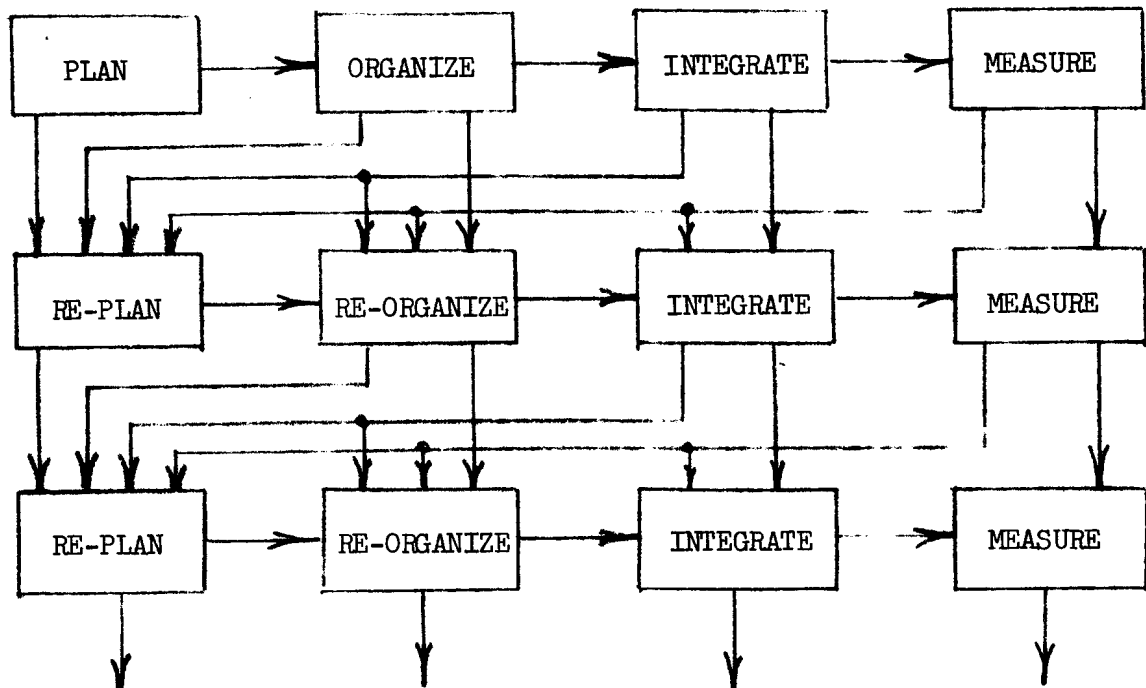 PLAN
ORGANIZE
INTEGRATE
MEASURE
RE-PLAN
RE-ORGANIZE
INTEGRATE
MEASURE
RE-PLAN
RE-ORGANIZE
INTEGRATE
MEASURE